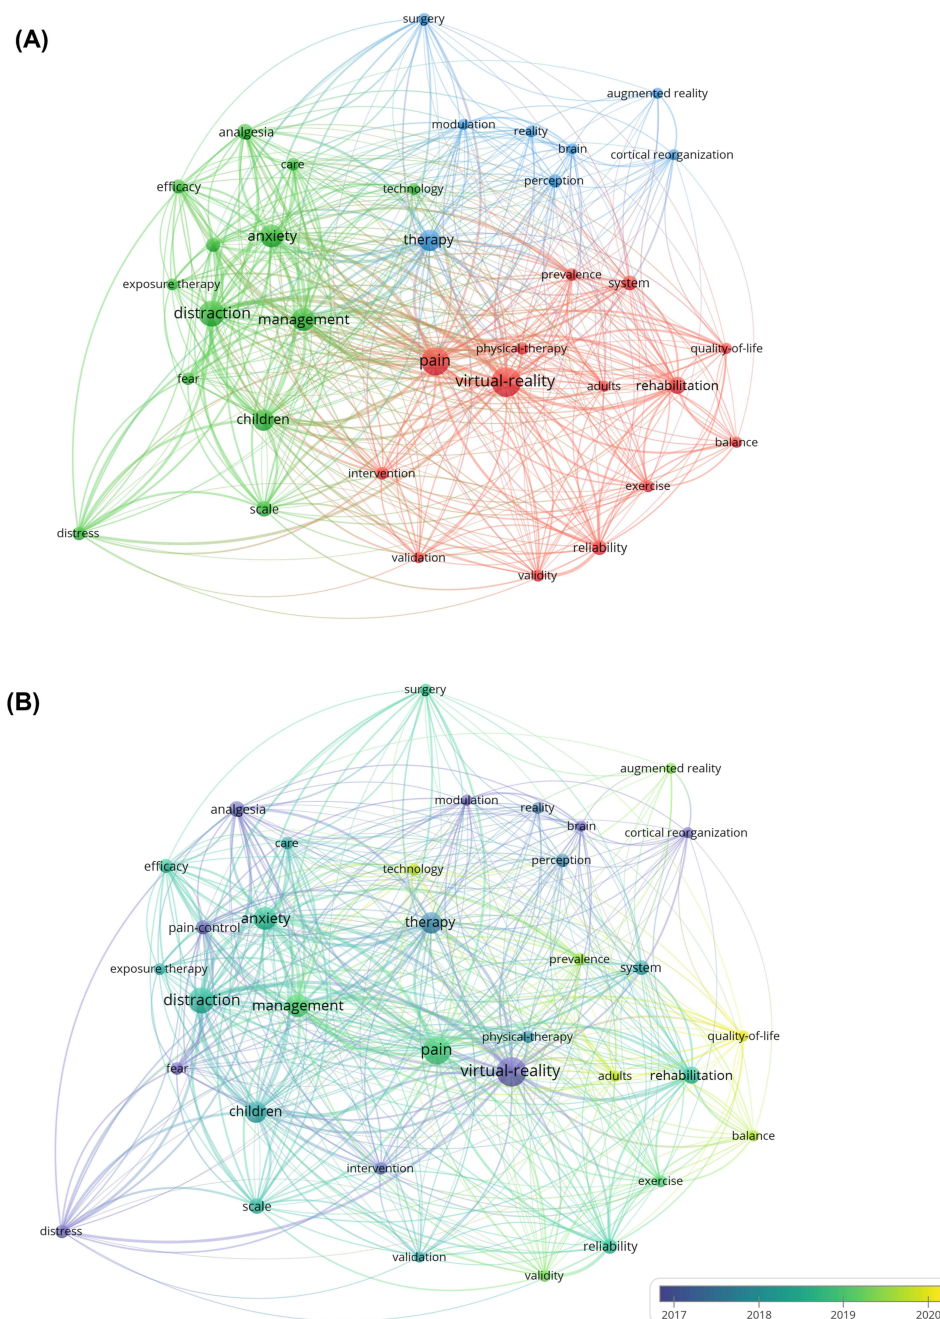 (A)
surgery
augmented reality
analgesia
modulation
reality
care
brain
cortical reorganization
efficacy
technology
perception
anxiety
therapy
exposure therapy
prevalence
system
distraction
management
pain
physical-therapy
quality-of-life
fear
virtual-reality
adults
rehabilitation
children
balance
intervention
exercise
scale
distress
validation
reliability
validity
(B)
surgery
augmented reality
analgesia
modulation
reality
brain
cortical reorganization
care
efficacy
technology
perception
anxiety
therapy
pain-control
exposure therapy
prevalence
system
distraction
management
physical-therapy
quality-of-life
pain
fear
virtual-reality
adults
rehabilitation
children
balance
intervention
exercise
scale
distress
validation
reliability
validity
2017 2018 2019 2020